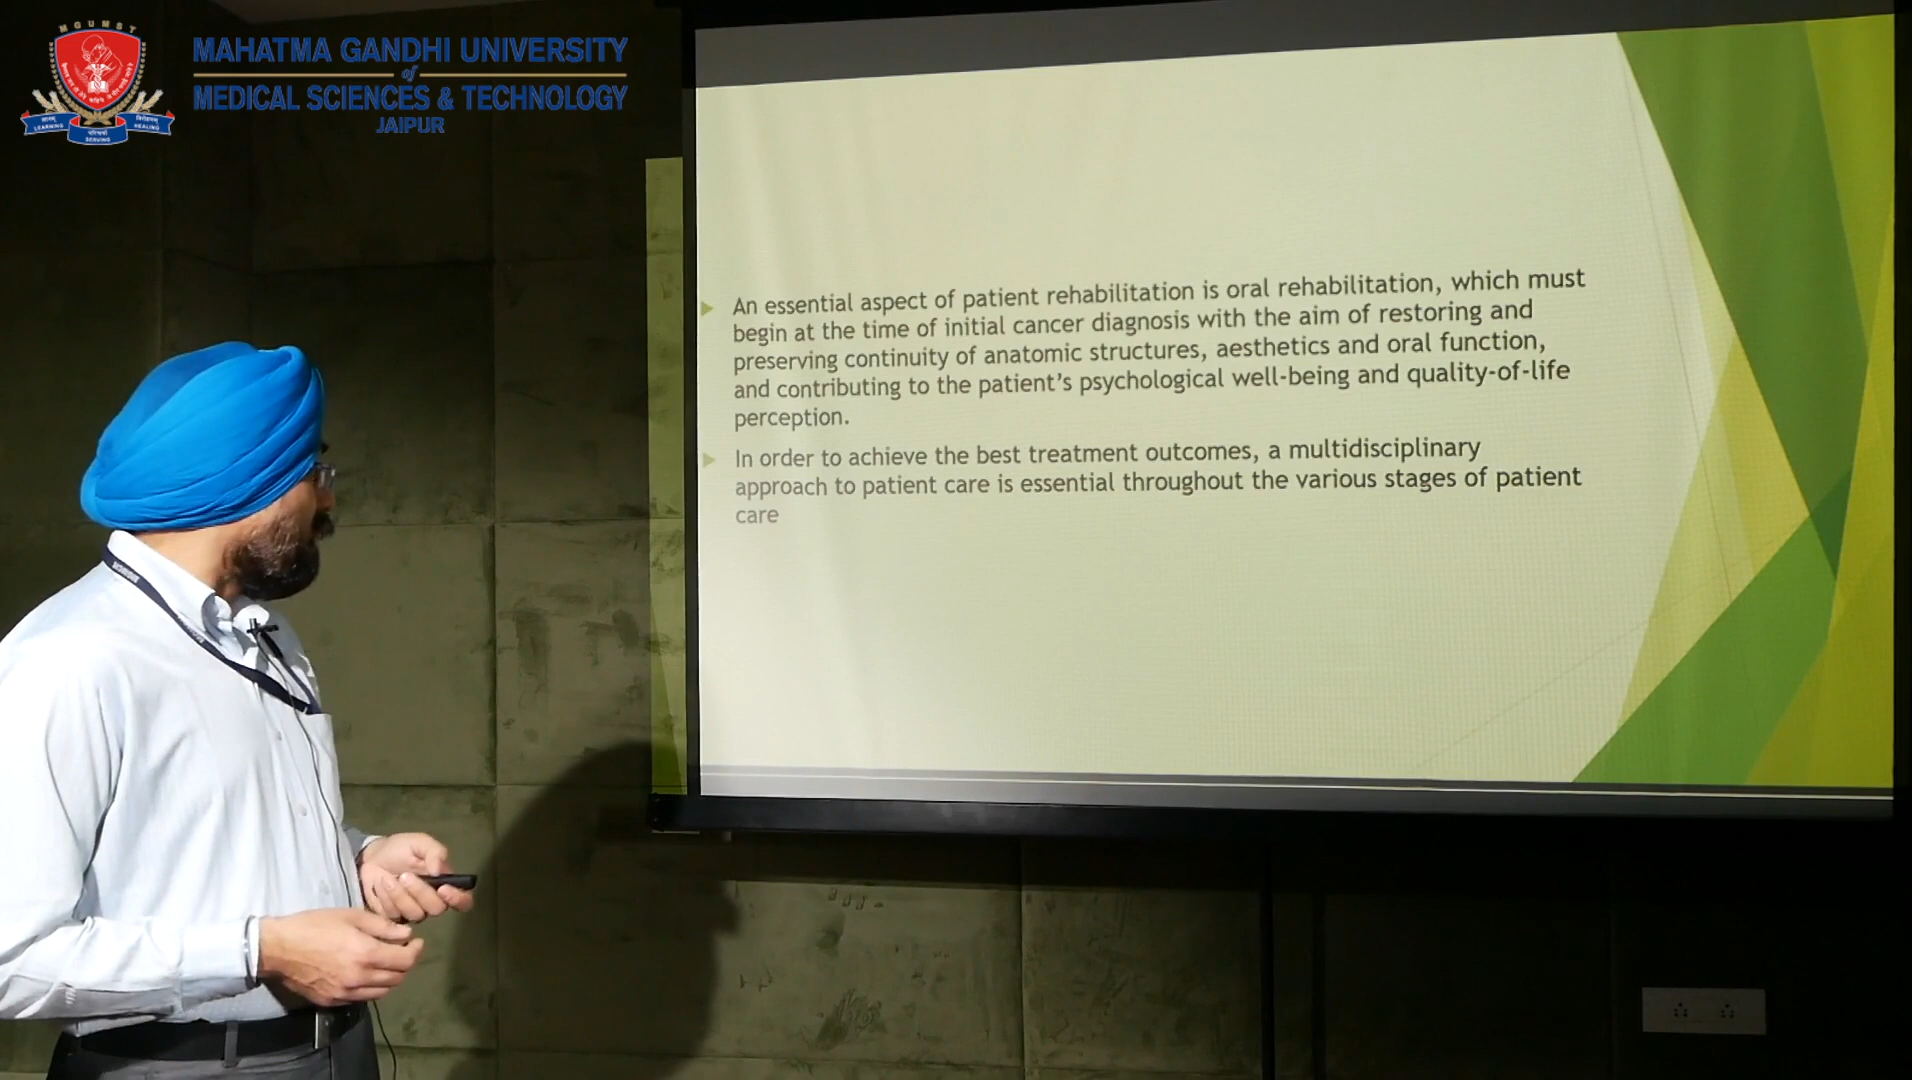 MGUMST
LEARNING
SERVING
HEALING
MAHATMA GANDHI UNIVERSITY
of
MEDICAL SCIENCES & TECHNOLOGY
JAIPUR
An essential aspect of patient rehabilitation is oral rehabilitation, which must
begin at the time of initial cancer diagnosis with the aim of restoring and
preserving continuity of anatomic structures, aesthetics and oral function,
and contributing to the patient's psychological well-being and quality-of-life
perception.
In order to achieve the best treatment outcomes, a multidisciplinary
approach to patient care is essential throughout the various stages of patient
care